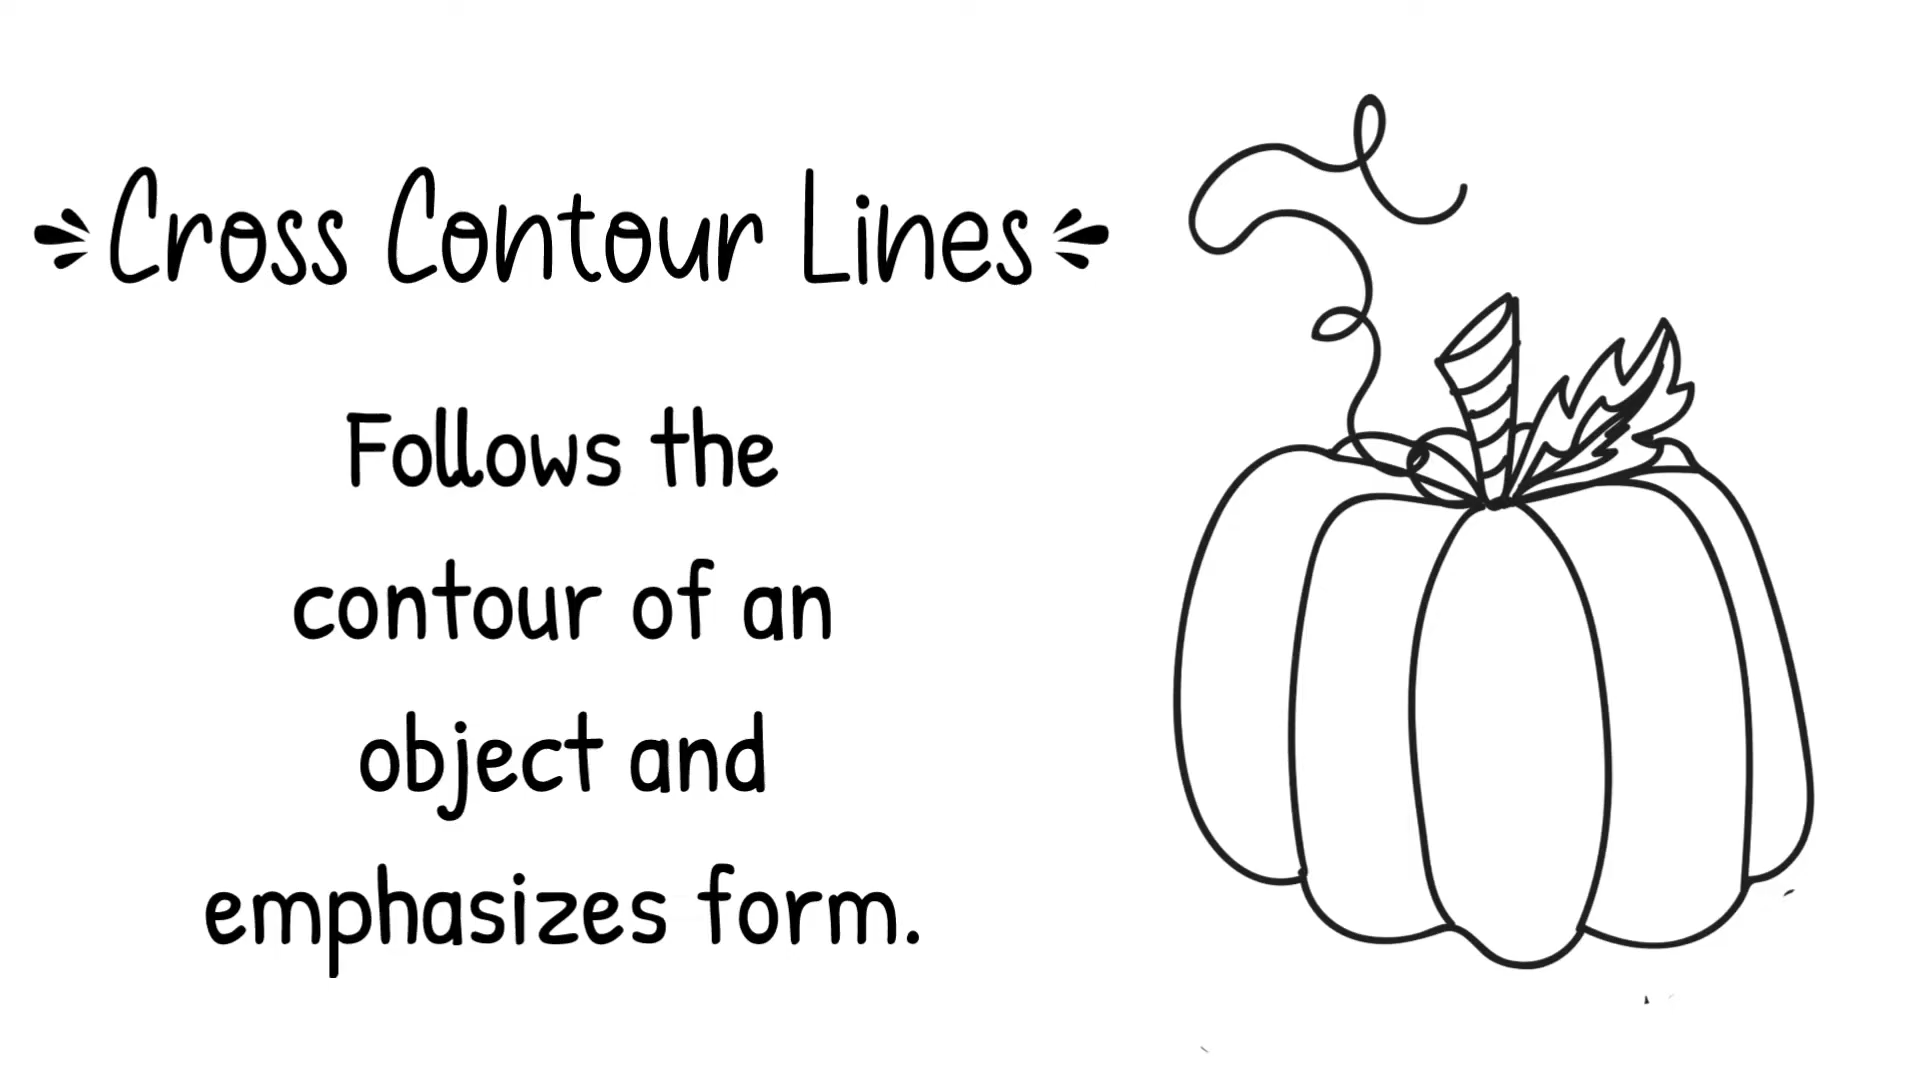 Cross Contour Lines
Follows the
contour of an
object and
emphasizes form.